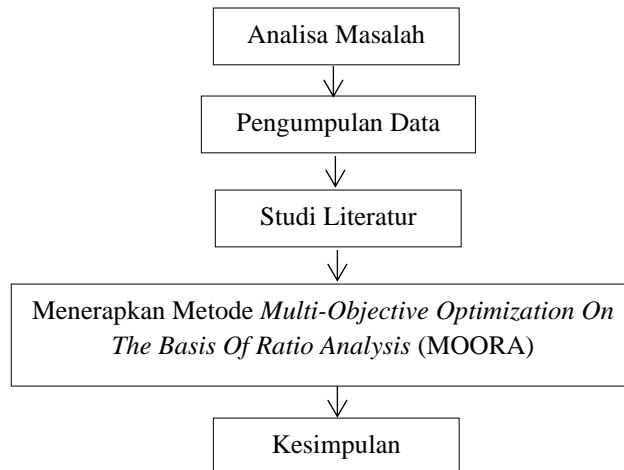 Analisa Masalah
Pengumpulan Data
Studi Literatur
Menerapkan Metode Multi-Objective Optimization On
The Basis Of Ratio Analysis (MOORA)
Kesimpulan